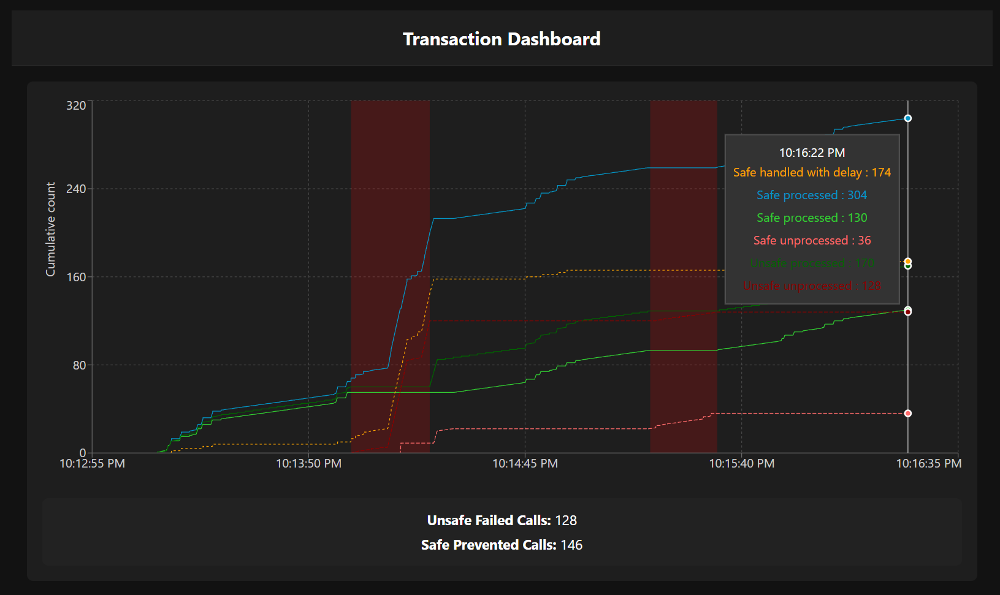 Transaction Dashboard
320
240
160
80
0
Cumulative count
10:12:55 PM
10:13:50 PM
10:14:45 PM
10:15:40 PM
10:16:35 PM
10:16:22 PM
Safe handled with delay : 174
Safe processed : 304
Safe processed : 130
Safe unprocessed : 36
Unsafe processed : 170
Unsafe unprocessed : 128
Unsafe Failed Calls: 128
Safe Prevented Calls: 146